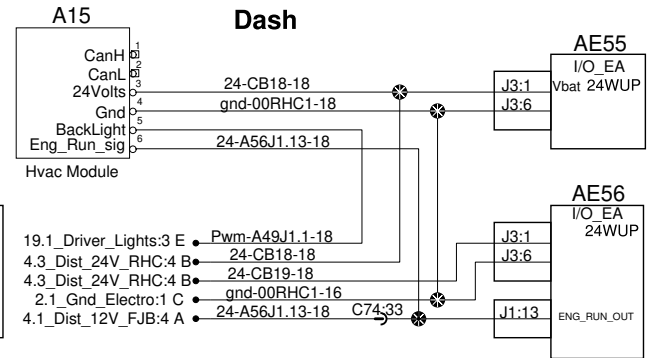 A15
Dash
CanH 1
CanL 2
24Volts 3
Gnd 4
BackLight 5
Eng_Run_sig 6
Hvac Module
24-CB18-18
gnd-00RHC1-18
24-A56J1.13-18
AE55
I/O_EA
J3:1 Vbat 24WUP
J3:6
AE56
I/O_EA
24WUP
J3:1
J3:6
J1:13 ENG_RUN_OUT
19.1_Driver_Lights:3 E Pwm-A49J1.1-18
4.3_Dist_24V_RHC:4 B 24-CB18-18
4.3_Dist_24V_RHC:4 B 24-CB19-18
2.1_Gnd_Electro:1 C gnd-00RHC1-16
4.1_Dist_12V_FJB:4 A 24-A56J1.13-18 C74:33